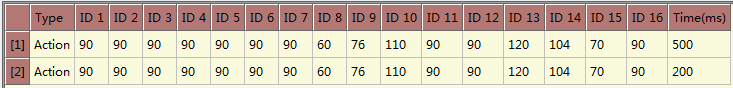 Type ID 1 ID 2 ID 3 ID 4 ID 5 ID 6 ID 7 ID 8 ID 9 ID 10 ID 11 ID 12 ID 13 ID 14 ID 15 ID 16 Time(ms)
[1] Action 90 90 90 90 90 90 90 60 76 110 90 90 120 104 70 90 500
[2] Action 90 90 90 90 90 90 90 60 76 110 90 90 120 104 70 90 200